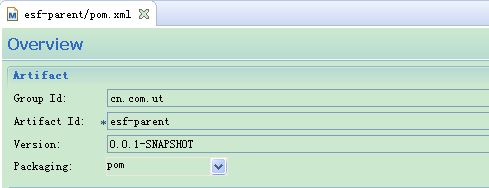 esf-parent/pom.xml
Overview
Artifact
Group Id: cn.com.ut
Artifact Id: *esf-parent
Version: 0.0.1-SNAPSHOT
Packaging: pom